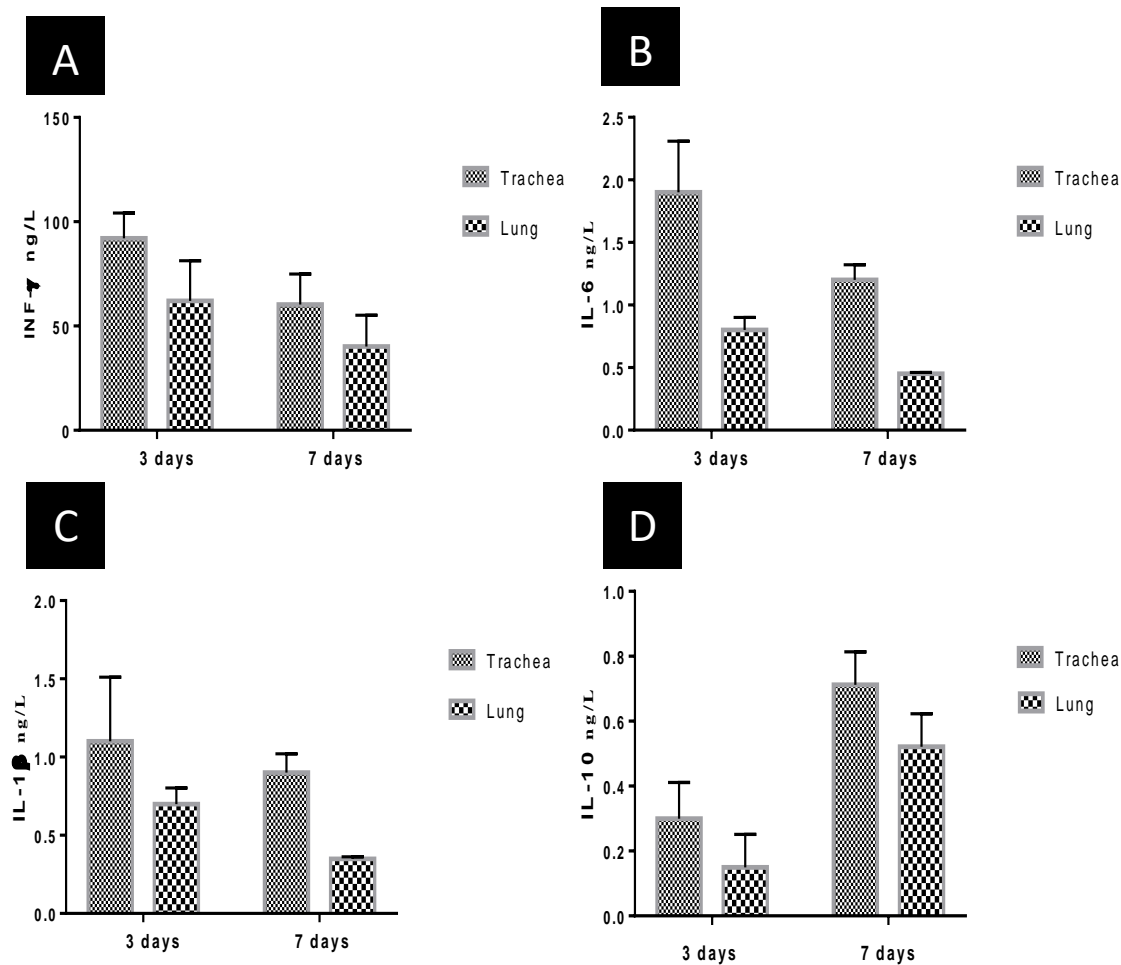 A
150
100
50
0
INF-γ ng/L
3 days
7 days
Trachea
Lung
B
2.5
2.0
1.5
1.0
0.5
0.0
IL-6 ng/L
3 days
7 days
Trachea
Lung
C
2.0
1.5
1.0
0.5
0.0
IL-1β ng/L
3 days
7 days
Trachea
Lung
D
1.0
0.8
0.6
0.4
0.2
0.0
IL-10 ng/L
3 days
7 days
Trachea
Lung